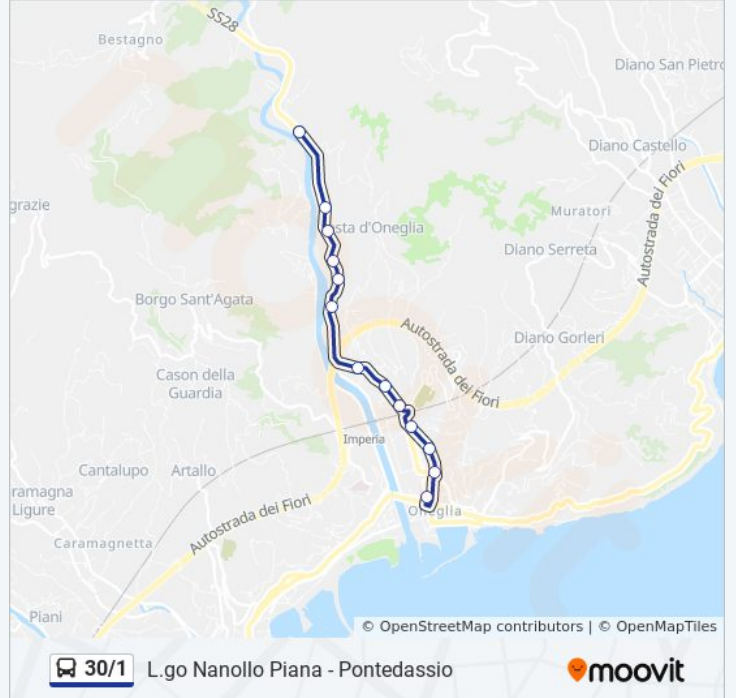 SS28
Bestagno
Diano San Pietro
Diano Castello
grazie
Muratori
sta d'Oneglia
Autostrada dei Fiori
Diano Serreta
Borgo Sant'Agata
Autostrada dei Fiori
Diano Gorleri
Cason della
Guardia
Imperia
Cantalupo
Artallo
ramagna
Ligure
Autostrada dei Fiori
Oneglia
Caramagnetta
Piani
© OpenStreetMap contributors | © OpenMapTiles
30/1 L.go Nanollo Piana - Pontedassio
moovit